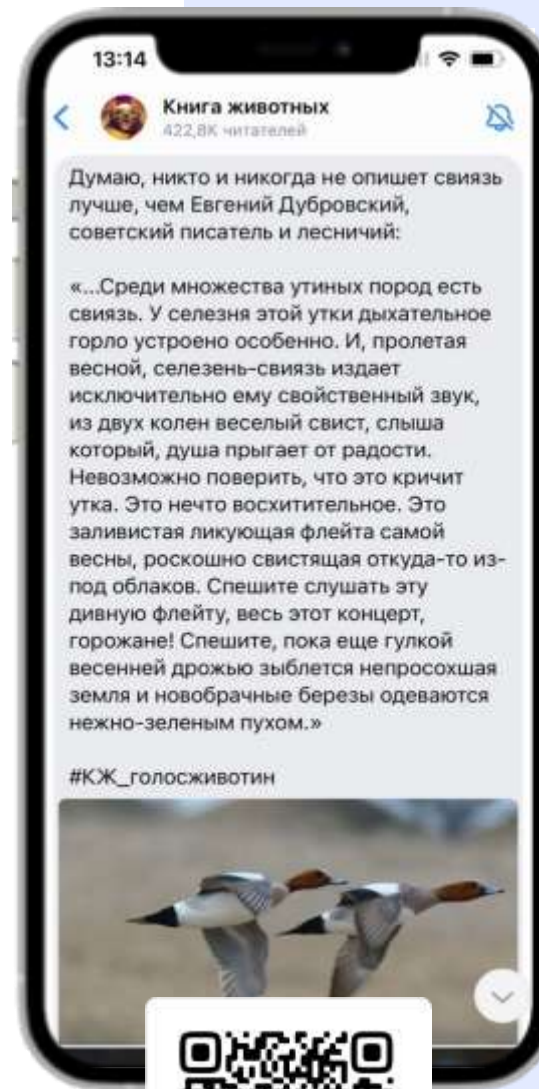 13:14
Книга животных
422,8K читателей
Думаю, никто и никогда не опишет свиязь
лучше, чем Евгений Дубровский,
советский писатель и лесничий:
«...Среди множества утиных пород есть
свиязь. У селезня этой утки дыхательное
горло устроено особенно. И, пролетая
весной, селезень-свиязь издает
исключительно ему свойственный звук,
из двух колен веселый свист, слыша
который, душа прыгает от радости.
Невозможно поверить, что это кричит
утка. Это нечто восхитительное. Это
заливистая ликующая флейта самой
весны, роскошно свистящая откуда-то из-
под облаков. Спешите слушать эту
дивную флейту, весь этот концерт,
горожане! Спешите, пока еще гулкой
весенней дрожью зыблется непросохшая
земля и новобрачные березы одеваются
нежно-зеленым пухом.»
#КЖ_голосживотин